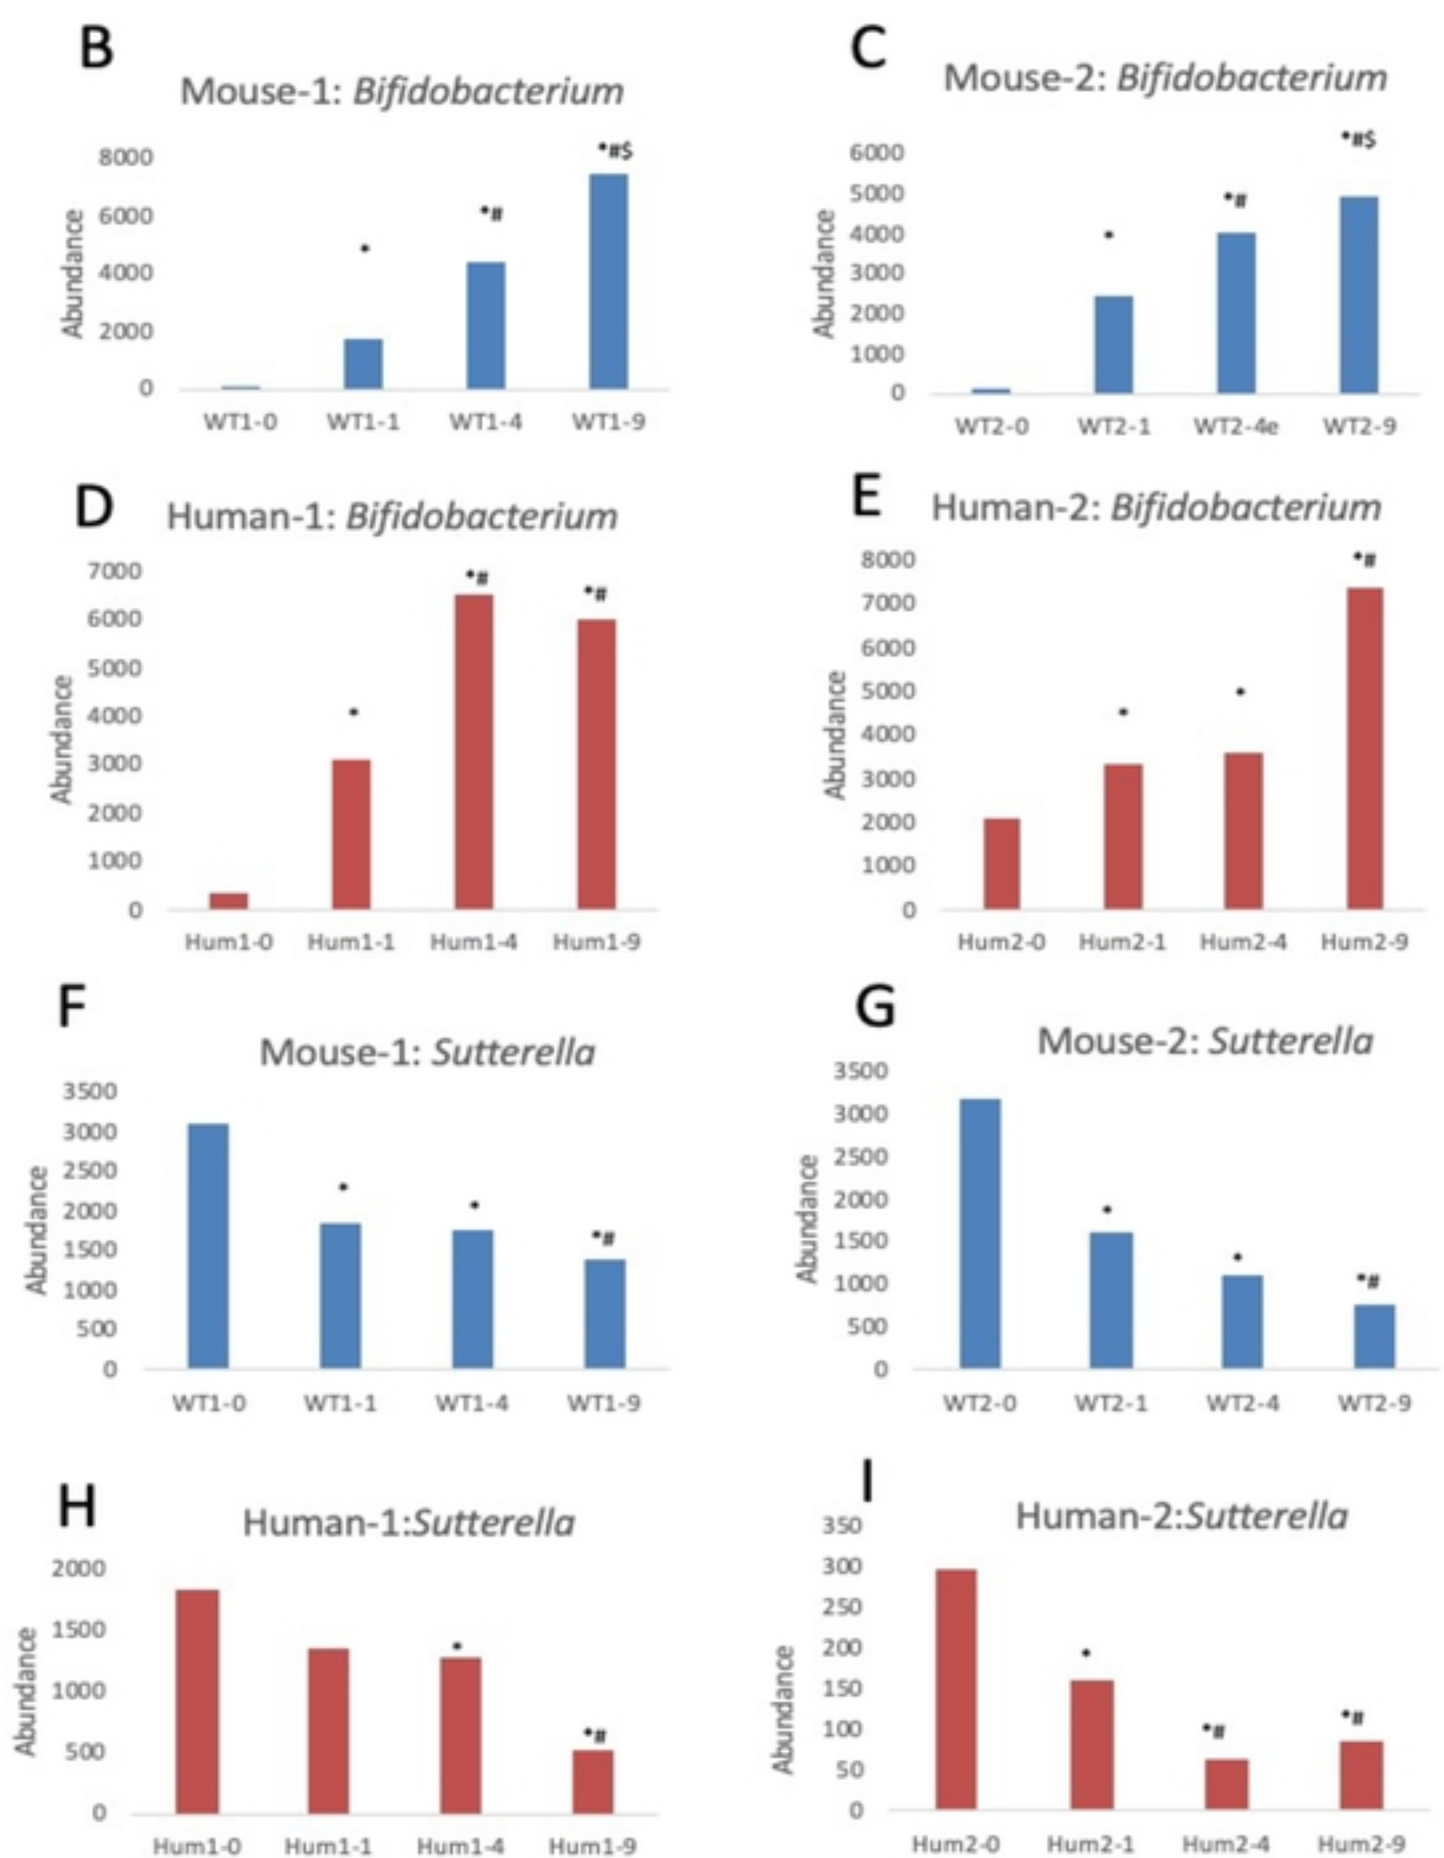 B
Mouse-1: Bifidobacterium
8000
6000
4000
2000
0
Abundance
*
*#
*#$
WT1-0 WT1-1 WT1-4 WT1-9
C
Mouse-2: Bifidobacterium
6000
5000
4000
3000
2000
1000
0
Abundance
*
*#
*#$
WT2-0 WT2-1 WT2-4e WT2-9
D
Human-1: Bifidobacterium
7000
6000
5000
4000
3000
2000
1000
0
Abundance
*
*#
*#
Hum1-0 Hum1-1 Hum1-4 Hum1-9
E
Human-2: Bifidobacterium
8000
7000
6000
5000
4000
3000
2000
1000
0
Abundance
*
*
*#
Hum2-0 Hum2-1 Hum2-4 Hum2-9
F
Mouse-1: Sutterella
3500
3000
2500
2000
1500
1000
500
0
Abundance
*
*
*#
WT1-0 WT1-1 WT1-4 WT1-9
G
Mouse-2: Sutterella
3500
3000
2500
2000
1500
1000
500
0
Abundance
*
*
*#
WT2-0 WT2-1 WT2-4 WT2-9
H
Human-1:Sutterella
2000
1500
1000
500
0
Abundance
*
*#
Hum1-0 Hum1-1 Hum1-4 Hum1-9
I
Human-2:Sutterella
350
300
250
200
150
100
50
0
Abundance
*
*#
*#
Hum2-0 Hum2-1 Hum2-4 Hum2-9